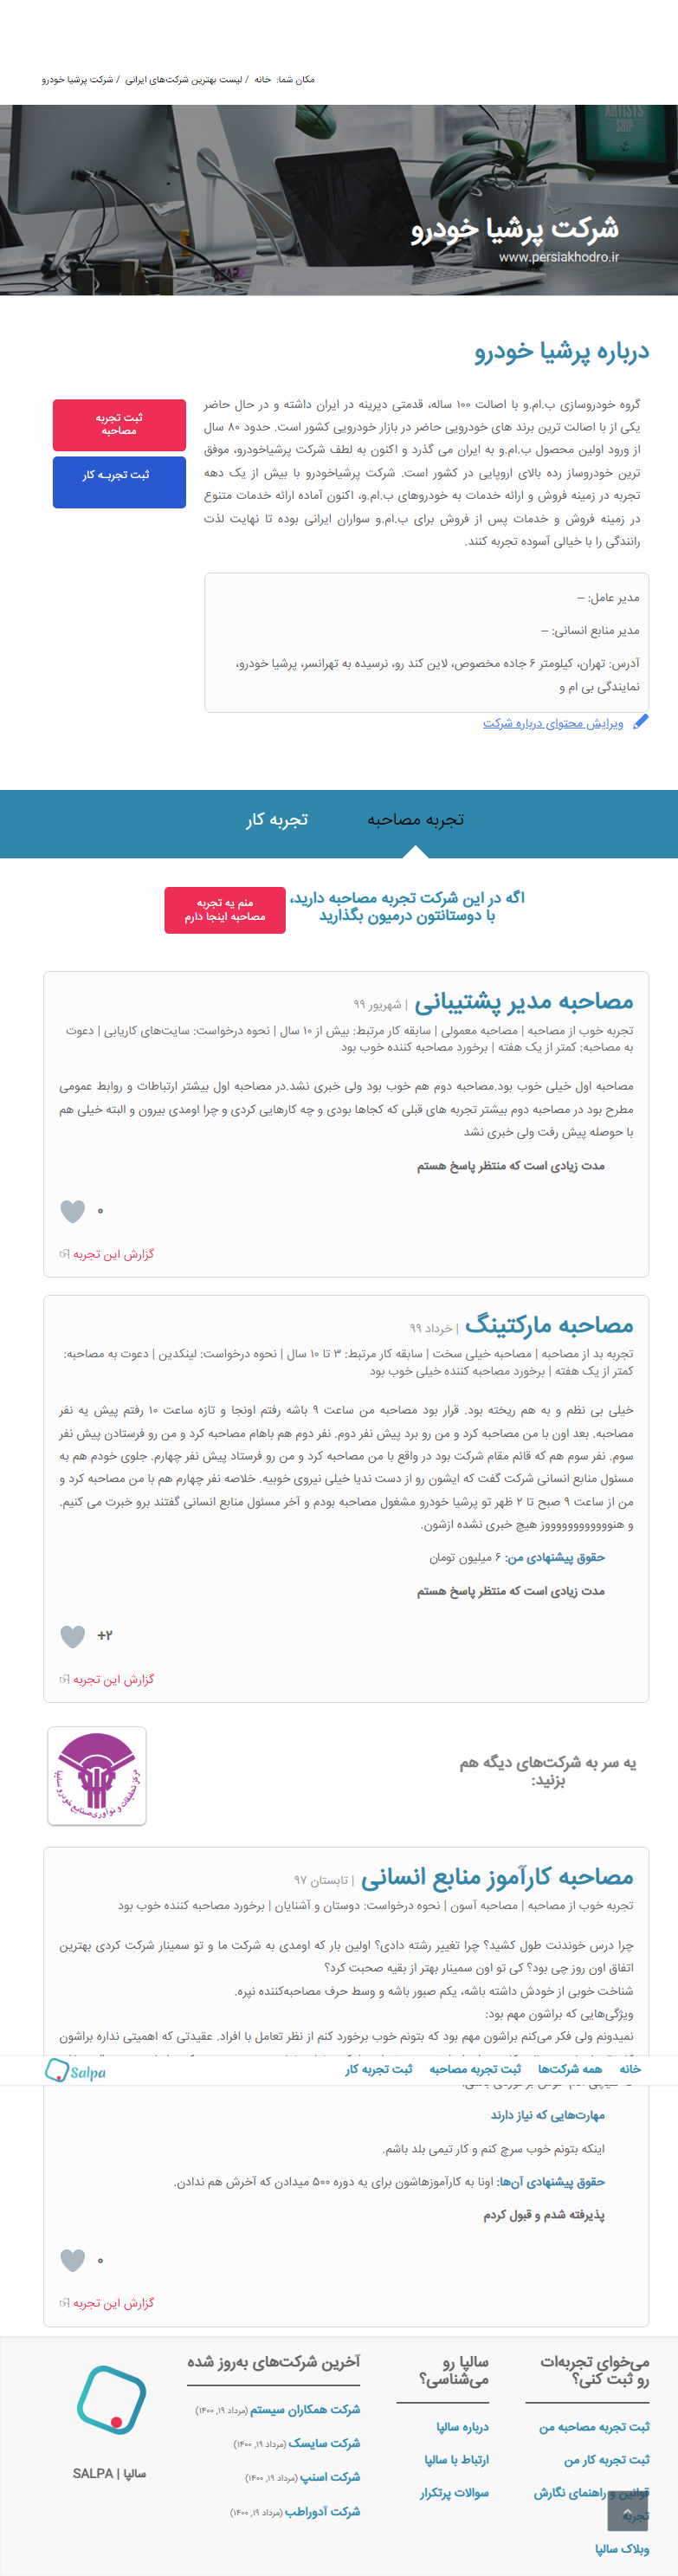 مکان شما: خانه / لیست بهترین شرکت‌های ایرانی / شرکت پرشیا خودرو
ARTISTS
SHIP
شرکت پرشیا خودرو
www.persiakhodro.ir
درباره پرشیا خودرو
گروه خودروسازی ب.ام.و با اصالت ۱۰۰ ساله، قدمتی دیرینه در ایران داشته و در حال حاضر
یکی از با اصالت ترین برند های خودرویی حاضر در بازار خودرویی کشور است. حدود ۸۰ سال
از ورود اولین محصول ب.ام.و به ایران می گذرد و اکنون به لطف شرکت پرشیاخودرو، موفق
ترین خودروساز رده بالای اروپایی در کشور است. شرکت پرشیاخودرو با بیش از یک دهه
تجربه در زمینه فروش و ارائه خدمات به خودروهای ب.ام.و، اکنون آماده ارائه خدمات متنوع
در زمینه فروش و خدمات پس از فروش برای ب.ام.و سواران ایرانی بوده تا نهایت لذت
رانندگی را با خیالی آسوده تجربه کنند.
ثبت تجربه
مصاحبه
ثبت تجربـه کار
مدیر عامل: –
مدیر منابع انسانی: –
آدرس: تهران، کیلومتر ۶ جاده مخصوص، لاین کند رو، نرسیده به تهرانسر، پرشیا خودرو،
نمایندگی بی ام و
ویرایش محتوای درباره شرکت
تجربه مصاحبه
تجربه کار
اگه در این شرکت تجربه مصاحبه دارید،
با دوستانتون درمیون بگذارید
منم یه تجربه
مصاحبه اینجا دارم
مصاحبه مدیر پشتیبانی | شهریور ۹۹
تجربه خوب از مصاحبه | مصاحبه معمولی | سابقه کار مرتبط: بیش از ۱۰ سال | نحوه درخواست: سایت‌های کاریابی | دعوت
به مصاحبه: کمتر از یک هفته | برخورد مصاحبه کننده خوب بود
مصاحبه اول خیلی خوب بود.مصاحبه دوم هم خوب بود ولی خبری نشد.در مصاحبه اول بیشتر ارتباطات و روابط عمومی
مطرح بود در مصاحبه دوم بیشتر تجربه های قبلی که کجاها بودی و چه کارهایی کردی و چرا اومدی بیرون و البته خیلی هم
با حوصله پیش رفت ولی خبری نشد
مدت زیادی است که منتظر پاسخ هستم
۰
گزارش این تجربه
مصاحبه مارکتینگ | خرداد ۹۹
تجربه بد از مصاحبه | مصاحبه خیلی سخت | سابقه کار مرتبط: ۳ تا ۱۰ سال | نحوه درخواست: لینکدین | دعوت به مصاحبه:
کمتر از یک هفته | برخورد مصاحبه کننده خیلی خوب بود
خیلی بی نظم و به هم ریخته بود. قرار بود مصاحبه من ساعت ۹ باشه رفتم اونجا و تازه ساعت ۱۰ رفتم پیش یه نفر
مصاحبه. بعد اون با من مصاحبه کرد و من رو برد پیش نفر دوم. نفر دوم هم باهام مصاحبه کرد و من رو فرستادن پیش نفر
سوم. نفر سوم هم که قائم مقام شرکت بود در واقع با من مصاحبه کرد و من رو فرستاد پیش نفر چهارم. جلوی خودم هم به
مسئول منابع انسانی شرکت گفت که ایشون رو از دست ندیا خیلی نیروی خوبیه. خلاصه نفر چهارم هم با من مصاحبه کرد و
من از ساعت ۹ صبح تا ۲ ظهر تو پرشیا خودرو مشغول مصاحبه بودم و آخر مسئول منابع انسانی گفتند برو خبرت می کنیم.
و هنوووووووووووز هیچ خبری نشده ازشون.
حقوق پیشنهادی من: ۶ میلیون تومان
مدت زیادی است که منتظر پاسخ هستم
+۲
گزارش این تجربه
یه سر به شرکت‌های دیگه هم
بزنید:
مرکز تحقیقات و نوآوری صنایع خودرو سایپا
مصاحبه کارآموز منابع انسانی | تابستان ۹۷
تجربه خوب از مصاحبه | مصاحبه آسون | نحوه درخواست: دوستان و آشنایان | برخورد مصاحبه کننده خوب بود
چرا درس خوندنت طول کشید؟ چرا تغییر رشته دادی؟ اولین بار که اومدی به شرکت ما و تو سمینار شرکت کردی بهترین
اتفاق اون روز چی بود؟ کی تو اون سمینار بهتر از بقیه صحبت کرد؟
شناخت خوبی از خودش داشته باشه، یکم صبور باشه و وسط حرف مصاحبه‌کننده نپره.
ویژگی‌هایی که براشون مهم بود:
نمیدونم ولی فکر می‌کنم براشون مهم بود که بتونم خوب برخورد کنم از نظر تعامل با افراد. عقیدتی که اهمیتی نداره براشون
خانه
همه شرکت‌ها
ثبت تجربه مصاحبه
ثبت تجربه کار
Salpa
مهارت‌هایی که نیاز دارند
اینکه بتونم خوب سرچ کنم و کار تیمی بلد باشم.
حقوق پیشنهادی آن‌ها: اونا به کارآموزهاشون برای یه دوره ۵۰۰ میدادن که آخرش هم ندادن.
پذیرفته شدم و قبول کردم
۰
گزارش این تجربه
می‌خوای تجربه‌ات
رو ثبت کنی؟
ثبت تجربه مصاحبه من
ثبت تجربه کار من
قوانین و راهنمای نگارش
تجربه
وبلاگ سالپا
سالپا رو
می‌شناسی؟
درباره سالپا
ارتباط با سالپا
سوالات پرتکرار
آخرین شرکت‌های به‌روز شده
شرکت همکاران سیستم (مرداد ۱۹, ۱۴۰۰)
شرکت سایسک (مرداد ۱۹, ۱۴۰۰)
شرکت اسنپ (مرداد ۱۹, ۱۴۰۰)
شرکت آدوراطب (مرداد ۱۹, ۱۴۰۰)
سالپا | SALPA